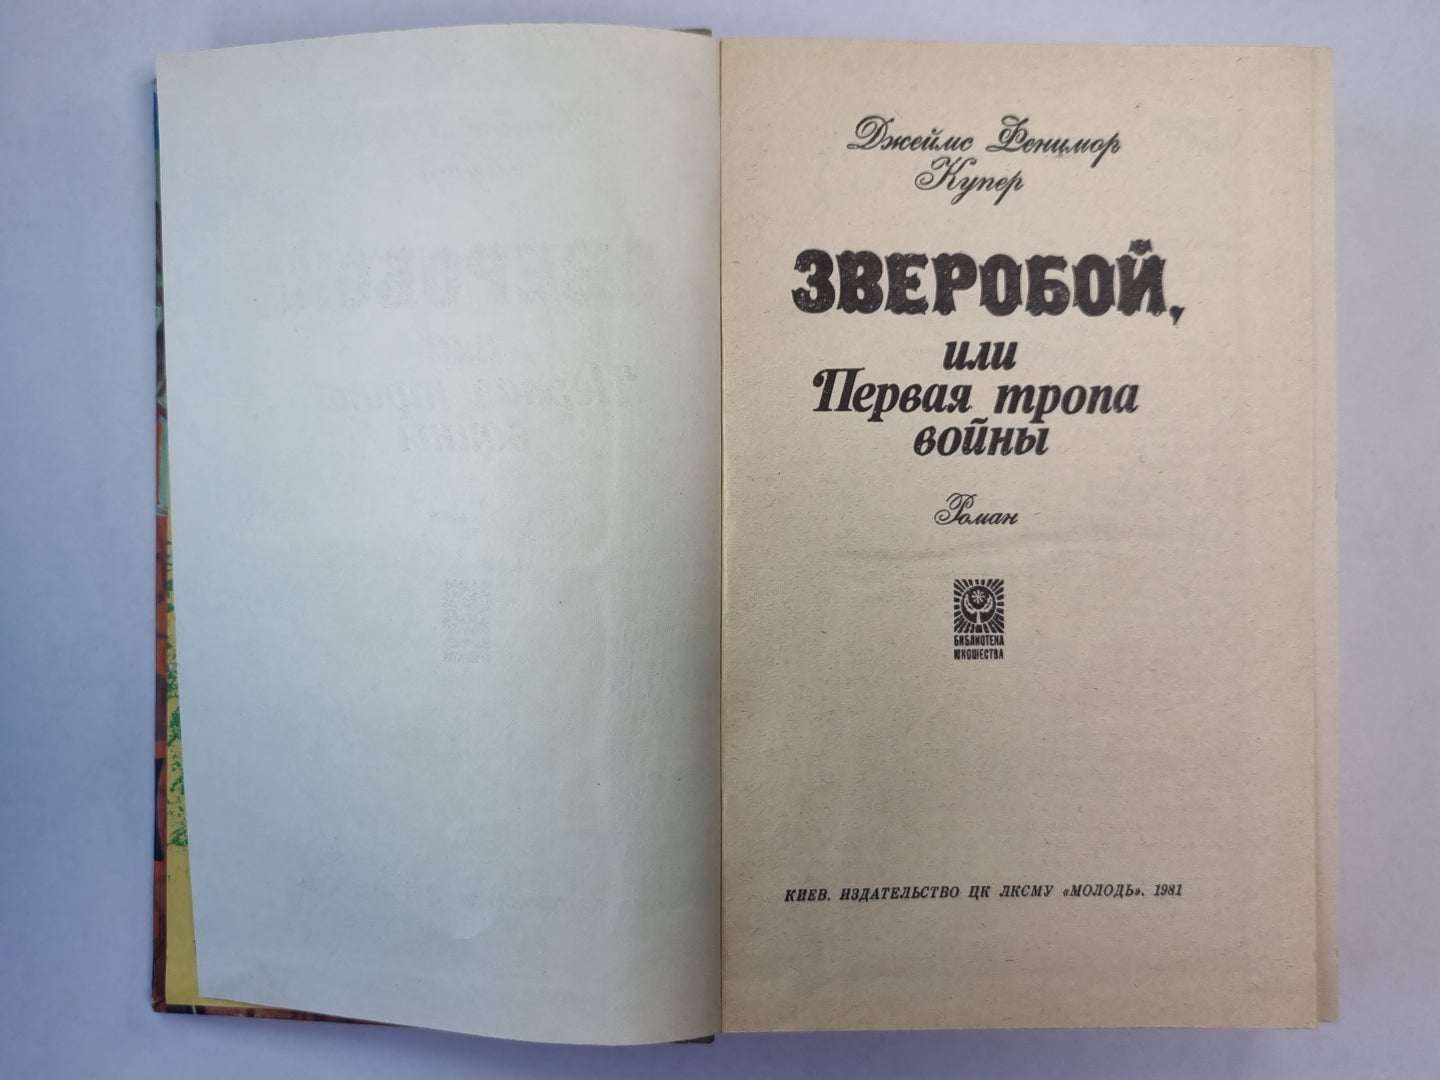 Джеймс Фенимор
Купер
ЗВЕРОБОЙ,
или
Первая тропа
войны
Роман
БИБЛИОТЕКА
ЮНОШЕСТВА
КИЕВ. ИЗДАТЕЛЬСТВО ЦК ЛКСМУ «МОЛОДЬ». 1981